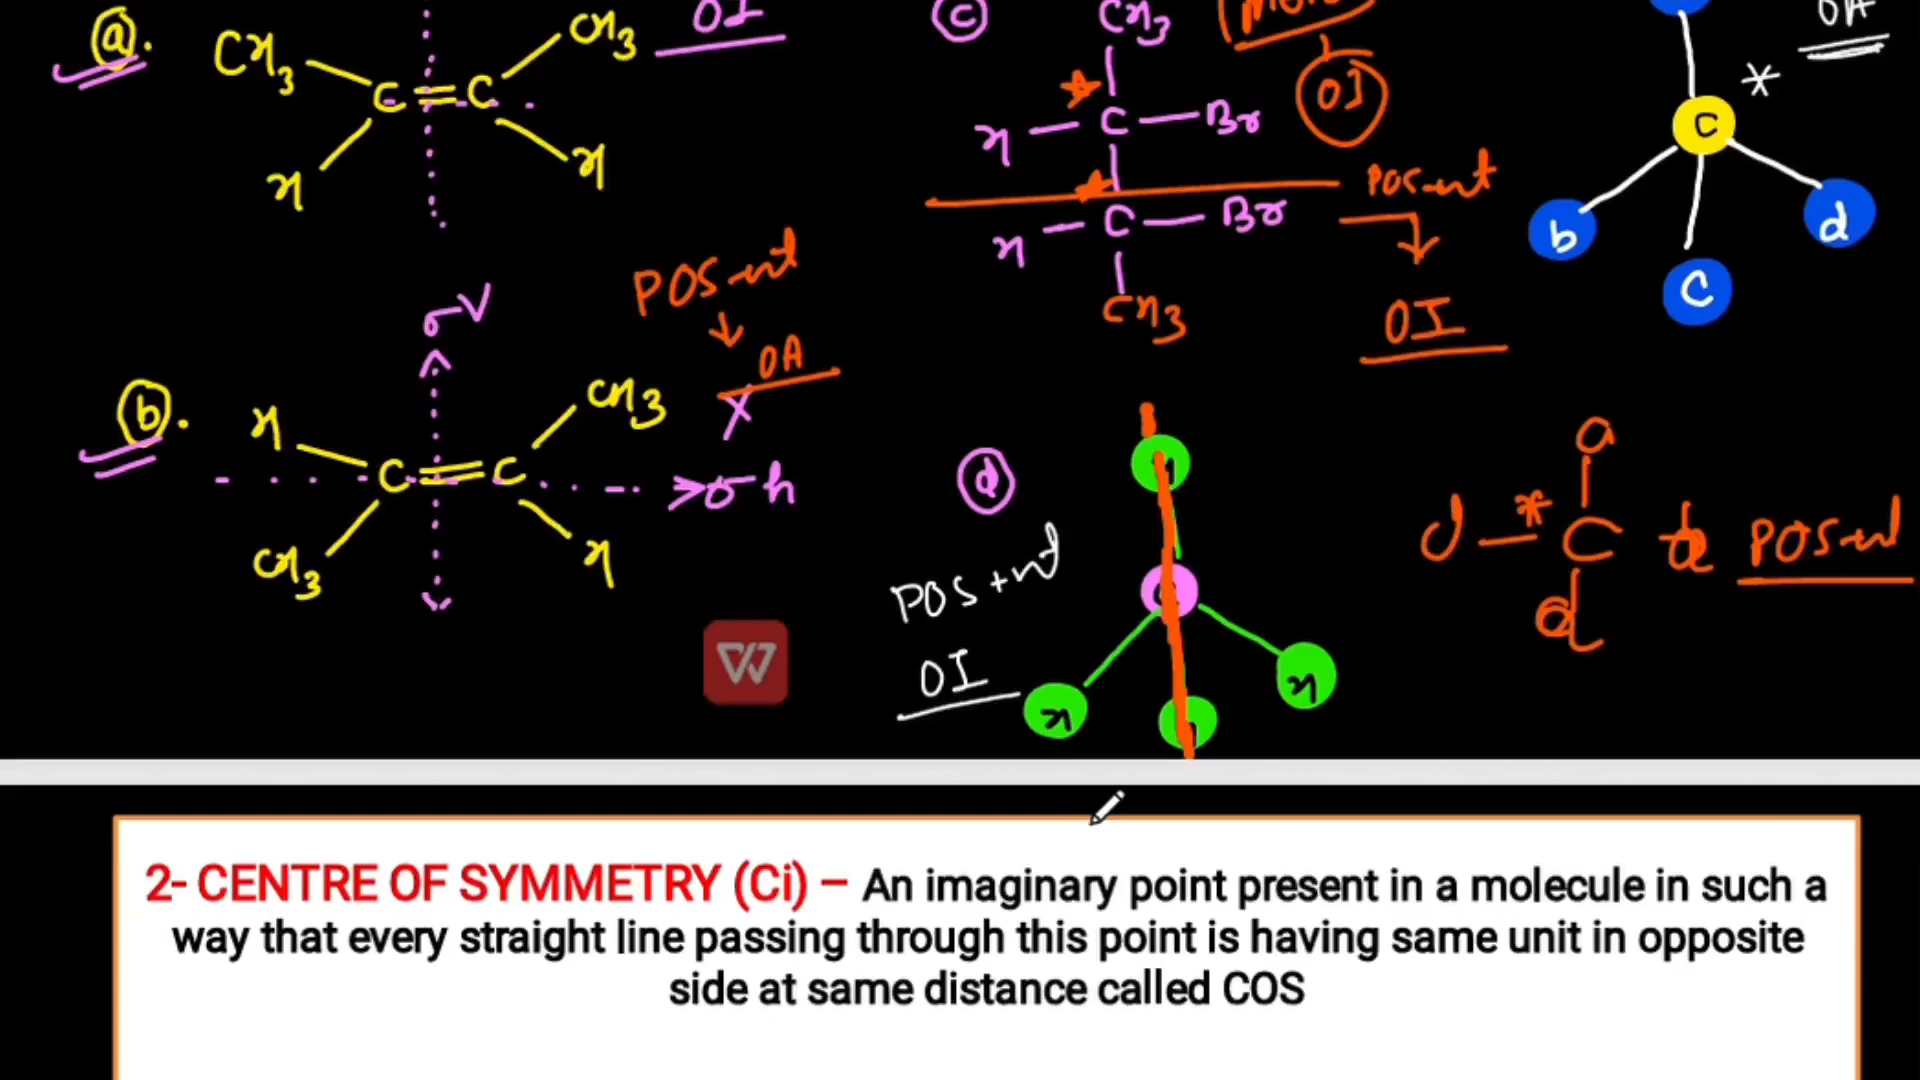 a.
CH3
CH3
C = C
H
H
OI
c
CH3
H — C — Br
H — C — Br
CH3
OI
POS-nt
OI
OA
*
C
b
C
d
b.
H
CH3
C = C
CH3
H
σV
σh
POS-nt
OA
X
d
POS+nt
OI
H
H
a
*
C
d
POS-nt
W
2- CENTRE OF SYMMETRY (Ci) – An imaginary point present in a molecule in such a
way that every straight line passing through this point is having same unit in opposite
side at same distance called COS